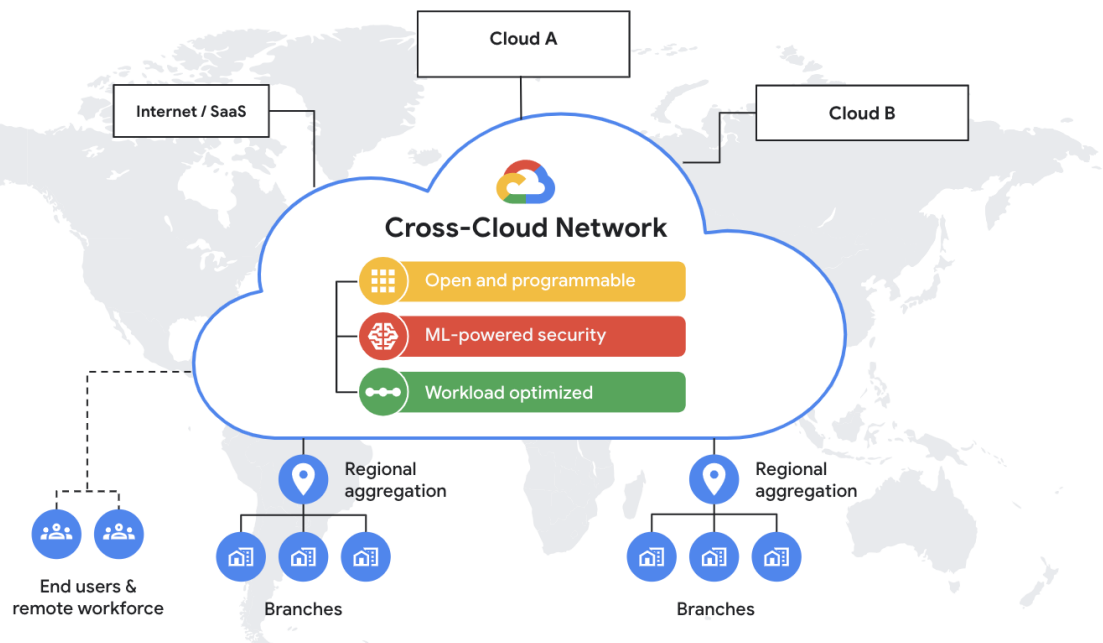 Cloud A
Internet / SaaS
Cloud B
Cross-Cloud Network
Open and programmable
ML-powered security
Workload optimized
Regional
aggregation
Regional
aggregation
End users &
remote workforce
Branches
Branches